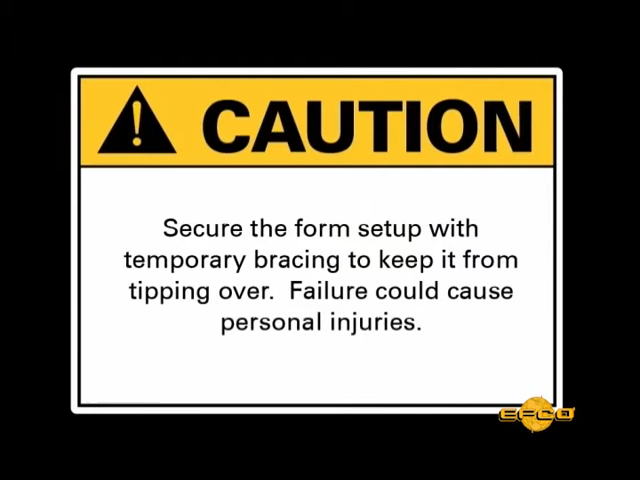 CAUTION
Secure the form setup with
temporary bracing to keep it from
tipping over.  Failure could cause
personal injuries.
EFCO